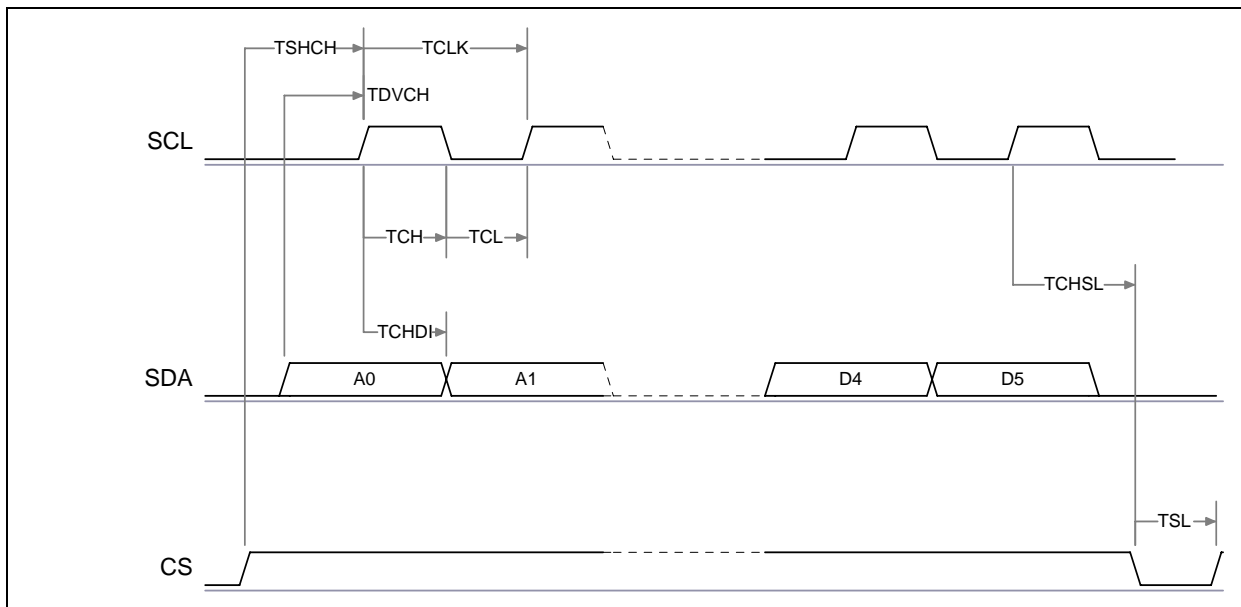 TSHCH TCLK
TDVCH
SCL
TCH TCL
TCHSL
TCHDI
SDA A0 A1 D4 D5
TSL
CS